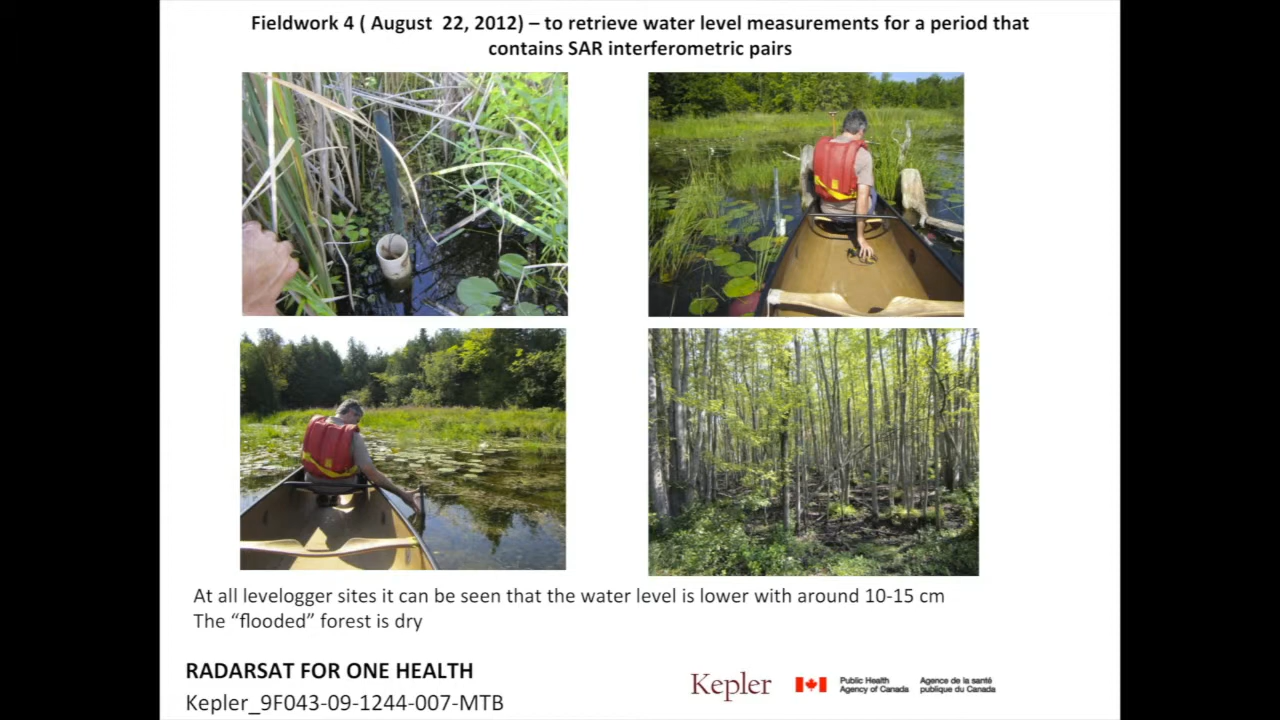 Fieldwork 4 ( August 22, 2012) – to retrieve water level measurements for a period that
contains SAR interferometric pairs
At all levelogger sites it can be seen that the water level is lower with around 10-15 cm
The “flooded” forest is dry
RADARSAT FOR ONE HEALTH
Kepler_9F043-09-1244-007-MTB
Kepler
Public Health
Agency of Canada
Agence de la santé
publique du Canada